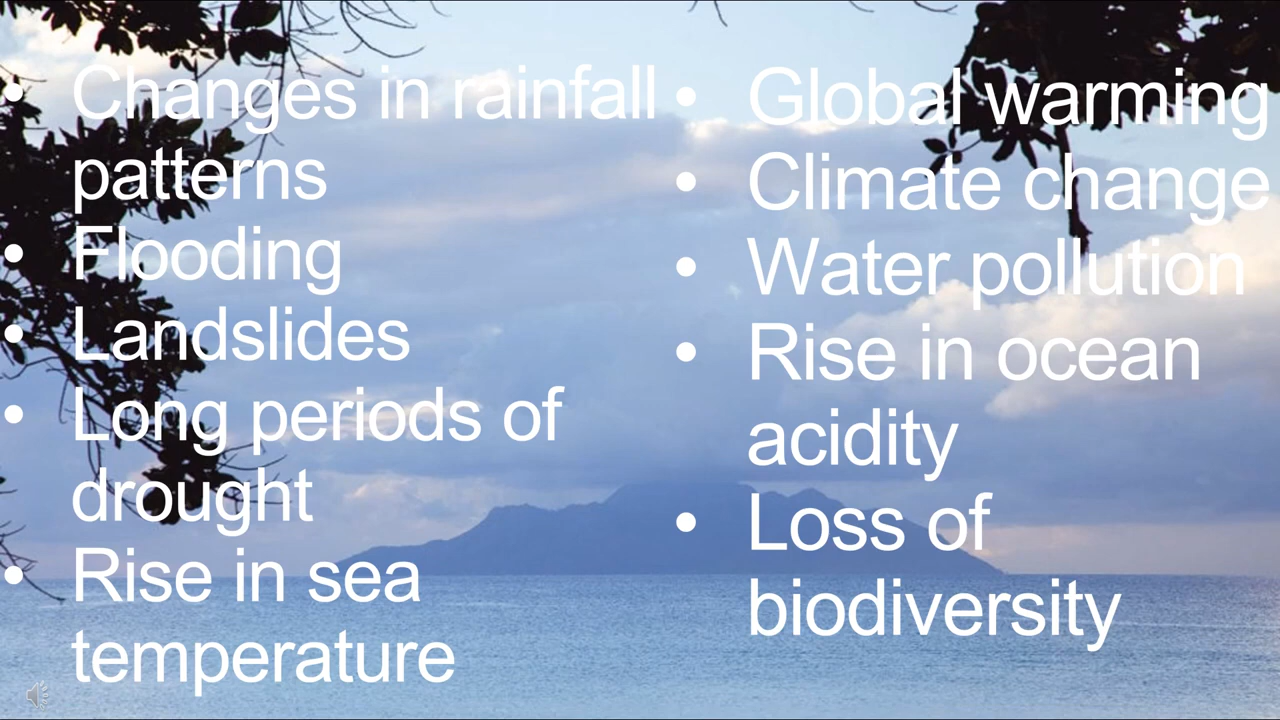 • Changes in rainfall
patterns
• Flooding
• Landslides
• Long periods of
drought
• Rise in sea
temperature
• Global warming
• Climate change
• Water pollution
• Rise in ocean
acidity
• Loss of
biodiversity